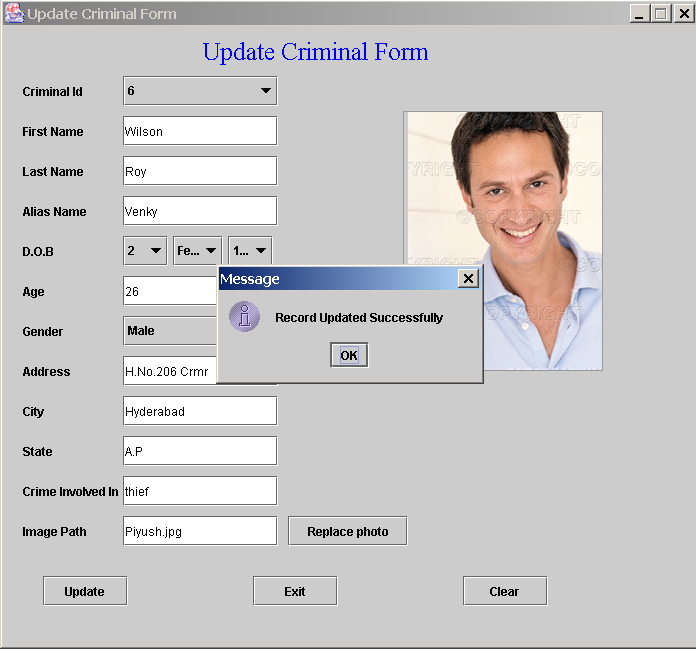 Update Criminal Form
Update Criminal Form
Criminal Id 6
First Name Wilson
Last Name Roy
Alias Name Venky
D.O.B 2 Fe... 1...
Age 26
Gender Male
Address H.No.206 Crmr
City Hyderabad
State A.P
Crime Involved In thief
Image Path Piyush.jpg Replace photo
Update Exit Clear
Message
Record Updated Successfully
OK
©COPYRIGHT